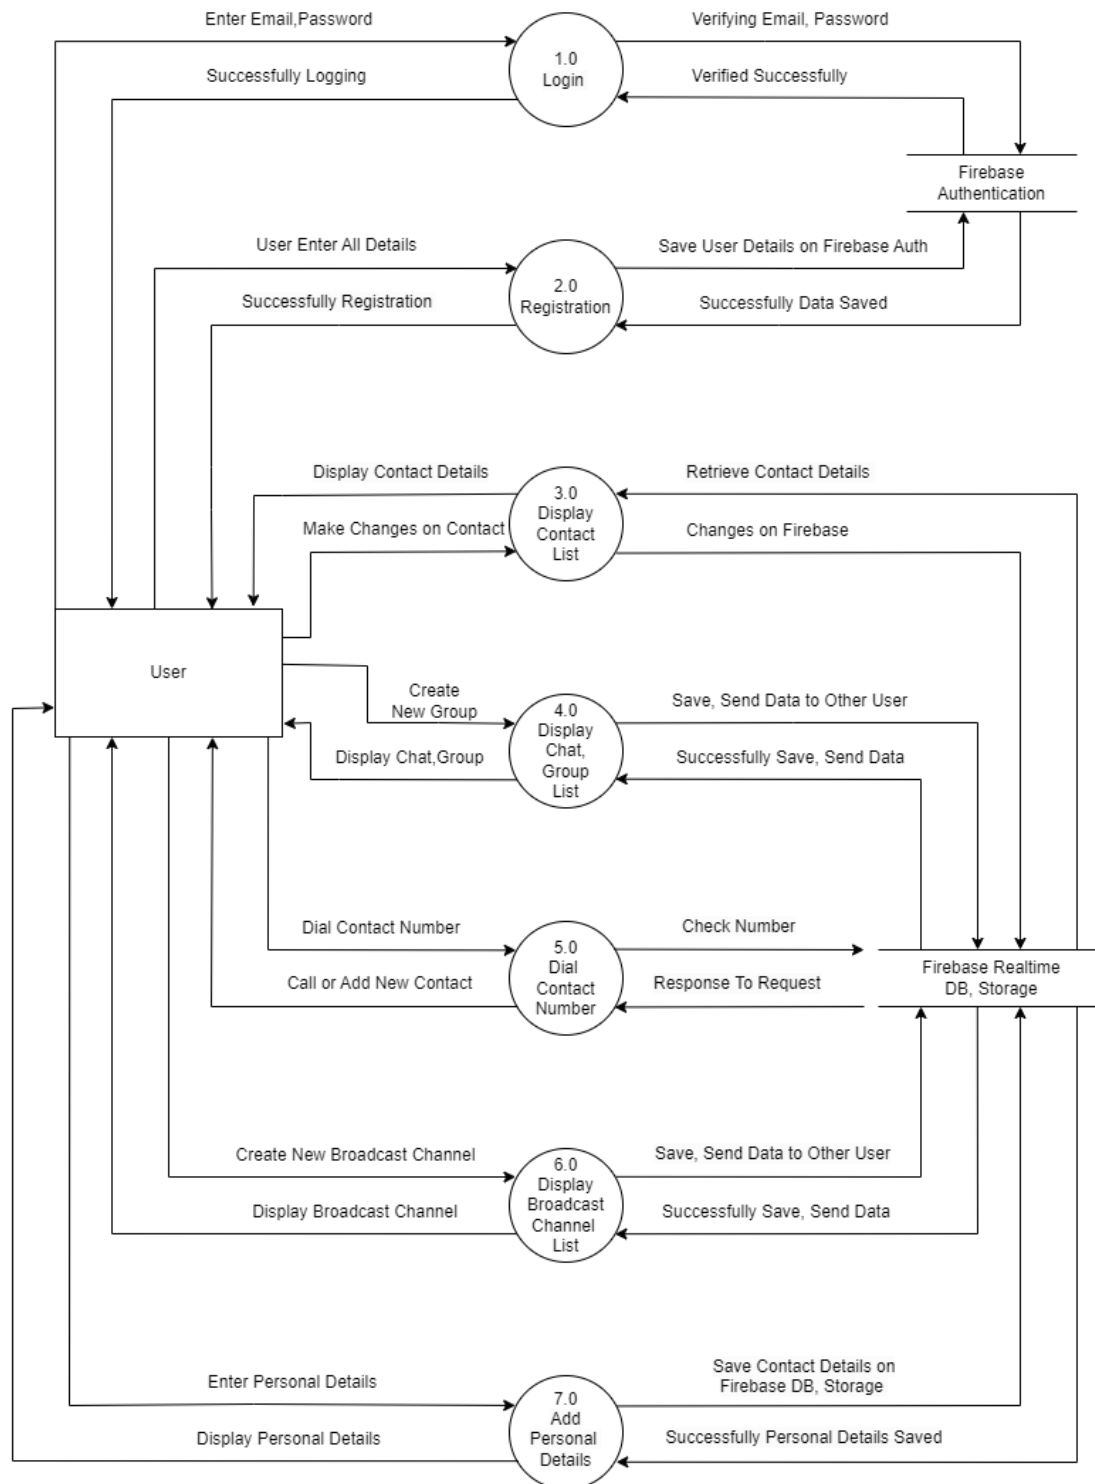 Enter Email,Password
Verifying Email, Password
1.0
Login
Successfully Logging
Verified Successfully
Firebase
Authentication
User Enter All Details
Save User Details on Firebase Auth
2.0
Registration
Successfully Registration
Successfully Data Saved
Display Contact Details
Retrieve Contact Details
3.0
Display
Contact
List
Make Changes on Contact
Changes on Firebase
User
Create
New Group
Save, Send Data to Other User
4.0
Display
Chat,
Group
List
Display Chat,Group
Successfully Save, Send Data
Dial Contact Number
Check Number
5.0
Dial
Contact
Number
Call or Add New Contact
Response To Request
Firebase Realtime
DB, Storage
Create New Broadcast Channel
Save, Send Data to Other User
6.0
Display
Broadcast
Channel
List
Display Broadcast Channel
Successfully Save, Send Data
Enter Personal Details
Save Contact Details on
Firebase DB, Storage
7.0
Add
Personal
Details
Display Personal Details
Successfully Personal Details Saved